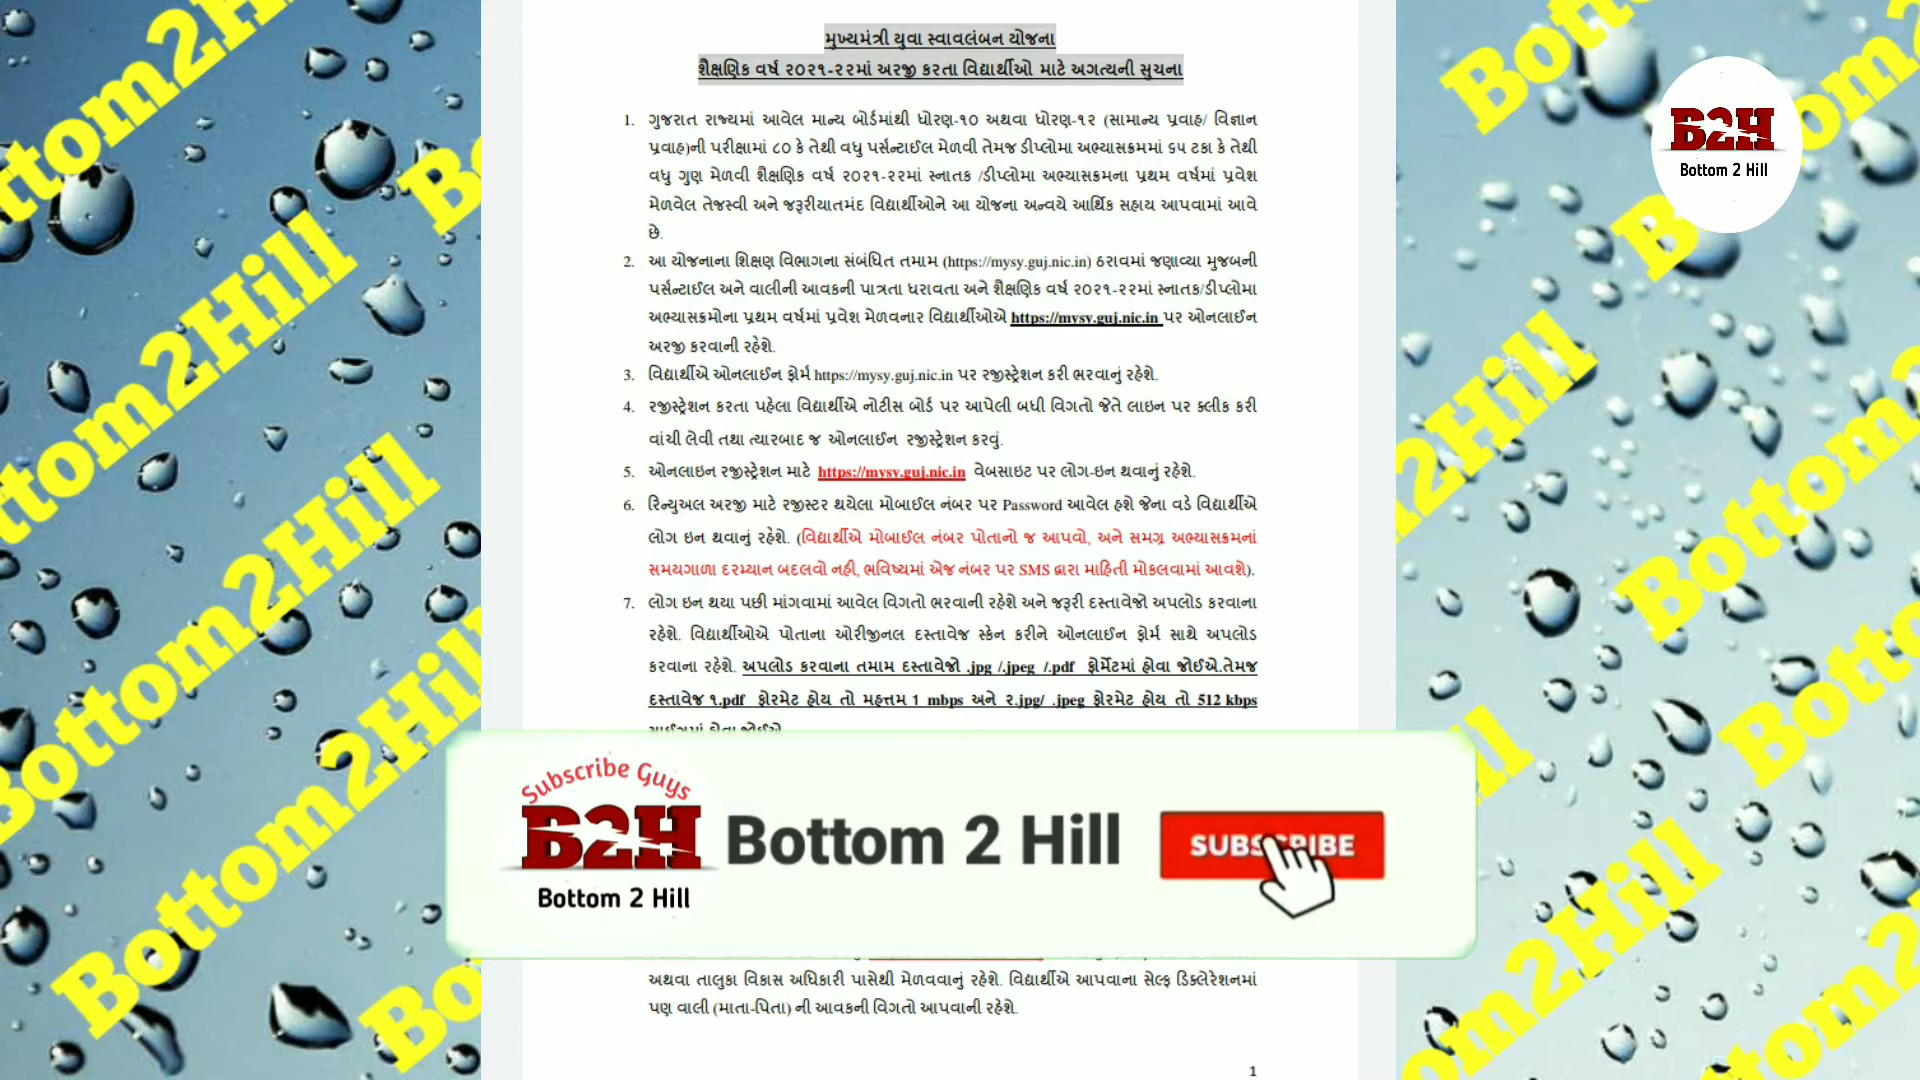 મુખ્યમંત્રી યુવા સ્વાવલંબન યોજના
શૈક્ષણિક વર્ષ ૨૦૨૧-૨૨માં અરજી કરતા વિદ્યાર્થીઓ માટે અગત્યની સુચના
1. ગુજરાત રાજ્યમાં આવેલ માન્ય બોર્ડમાંથી ધોરણ-૧૦ અથવા ધોરણ-૧૨ (સામાન્ય પ્રવાહ/ વિજ્ઞાન
પ્રવાહ)ની પરીક્ષામાં ૮૦ કે તેથી વધુ પર્સન્ટાઈલ મેળવી તેમજ ડીપ્લોમા અભ્યાસક્રમમાં ૬૫ ટકા કે તેથી
વધુ ગુણ મેળવી શૈક્ષણિક વર્ષ ૨૦૨૧-૨૨માં સ્નાતક /ડીપ્લોમા અભ્યાસક્રમના પ્રથમ વર્ષમાં પ્રવેશ
મેળવેલ તેજસ્વી અને જરૂરીયાતમંદ વિદ્યાર્થીઓને આ યોજના અન્વયે આર્થિક સહાય આપવામાં આવે
છે.
2. આ યોજનાના શિક્ષણ વિભાગના સંબંધિત તમામ (https://mysy.guj.nic.in) ઠરાવમાં જણાવ્યા મુજબની
પર્સન્ટાઈલ અને વાલીની આવકની પાત્રતા ધરાવતા અને શૈક્ષણિક વર્ષ ૨૦૨૧-૨૨માં સ્નાતક/ડીપ્લોમા
અભ્યાસક્રમોના પ્રથમ વર્ષમાં પ્રવેશ મેળવનાર વિદ્યાર્થીઓએ https://mysy.guj.nic.in પર ઓનલાઈન
અરજી કરવાની રહેશે.
3. વિદ્યાર્થીએ ઓનલાઈન ફોર્મ https://mysy.guj.nic.in પર રજીસ્ટ્રેશન કરી ભરવાનું રહેશે.
4. રજીસ્ટ્રેશન કરતા પહેલા વિદ્યાર્થીએ નોટીસ બોર્ડ પર આપેલી બધી વિગતો જેતે લાઇન પર ક્લીક કરી
વાંચી લેવી તથા ત્યારબાદ જ ઓનલાઈન રજીસ્ટ્રેશન કરવું.
5. ઓનલાઇન રજીસ્ટ્રેશન માટે https://mysy.guj.nic.in વેબસાઇટ પર લોગ-ઇન થવાનું રહેશે.
6. રિન્યુઅલ અરજી માટે રજીસ્ટર થયેલા મોબાઈલ નંબર પર Password આવેલ હશે જેના વડે વિદ્યાર્થીએ
લોગ ઇન થવાનું રહેશે. (વિદ્યાર્થીએ મોબાઈલ નંબર પોતાનો જ આપવો, અને સમગ્ર અભ્યાસક્રમનાં
સમયગાળા દરમ્યાન બદલવો નહી, ભવિષ્યમાં એજ નંબર પર SMS દ્વારા માહિતી મોકલવામાં આવશે).
7. લોગ ઇન થયા પછી માંગવામાં આવેલ વિગતો ભરવાની રહેશે અને જરૂરી દસ્તાવેજો અપલોડ કરવાના
રહેશે. વિદ્યાર્થીઓએ પોતાના ઓરીજીનલ દસ્તાવેજ સ્કેન કરીને ઓનલાઈન ફોર્મ સાથે અપલોડ
કરવાના રહેશે. અપલોડ કરવાના તમામ દસ્તાવેજો .jpg /.jpeg /.pdf ફોર્મેટમાં હોવા જોઈએ.તેમજ
દસ્તાવેજ ૧.pdf ફોરમેટ હોય તો મહત્તમ 1 mbps અને ૨.jpg/ .jpeg ફોરમેટ હોય તો 512 kbps
અથવા તાલુકા વિકાસ અધિકારી પાસેથી મેળવવાનું રહેશે. વિદ્યાર્થીએ આપવાના સેલ્ફ ડિક્લેરેશનમાં
પણ વાલી (માતા-પિતા) ની આવકની વિગતો આપવાની રહેશે.
1
Subscribe Guys
B2H
Bottom 2 Hill
Bottom 2 Hill
SUBSCRIBE
B2H
Bottom 2 Hill
Bottom2Hill
Bottom2Hill
Bottom2Hill
Bottom2Hill